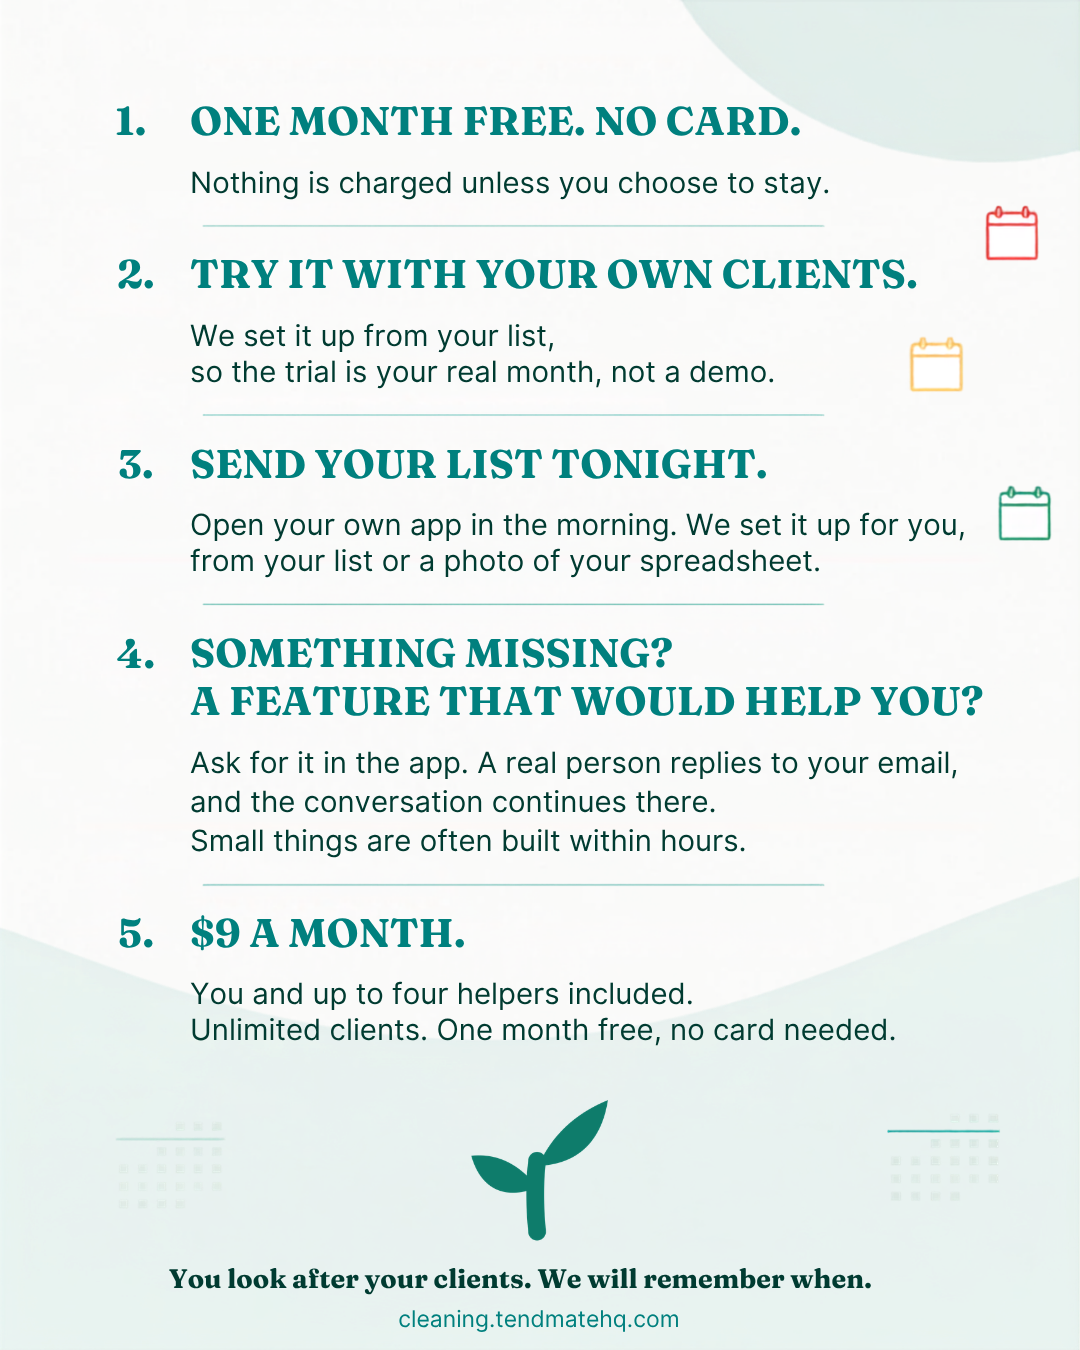 1. ONE MONTH FREE. NO CARD.
Nothing is charged unless you choose to stay.
2. TRY IT WITH YOUR OWN CLIENTS.
We set it up from your list,
so the trial is your real month, not a demo.
3. SEND YOUR LIST TONIGHT.
Open your own app in the morning. We set it up for you,
from your list or a photo of your spreadsheet.
4. SOMETHING MISSING?
A FEATURE THAT WOULD HELP YOU?
Ask for it in the app. A real person replies to your email,
and the conversation continues there.
Small things are often built within hours.
5. $9 A MONTH.
You and up to four helpers included.
Unlimited clients. One month free, no card needed.
You look after your clients. We will remember when.
cleaning.tendmatehq.com